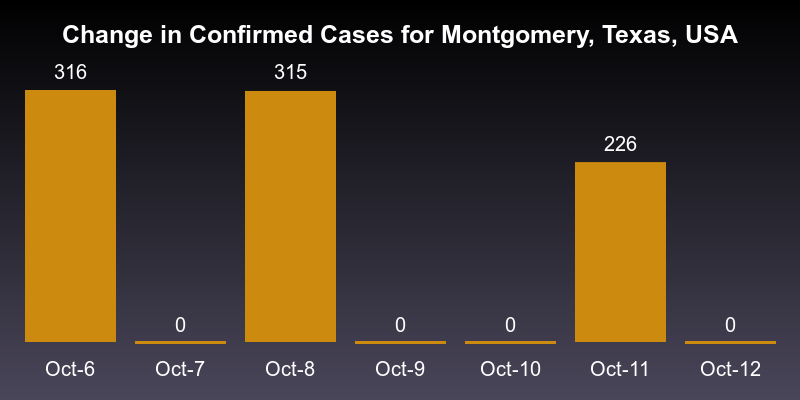 Change in Confirmed Cases for Montgomery, Texas, USA
316
315
226
0
0
0
0
Oct-6
Oct-7
Oct-8
Oct-9
Oct-10
Oct-11
Oct-12